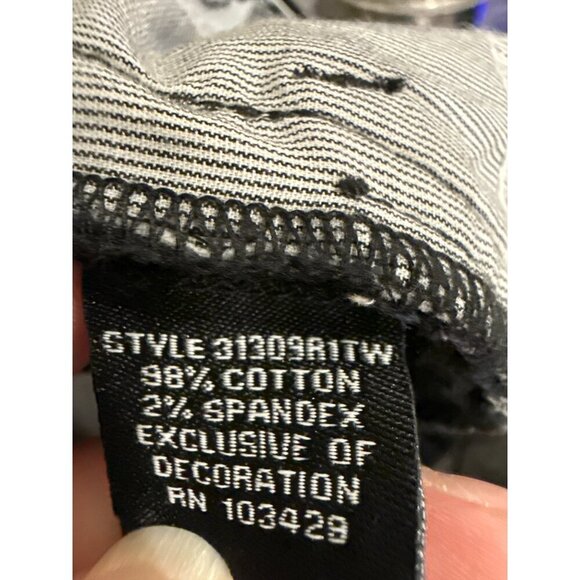 STYLE 31309R1TW
98% COTTON
2% SPANDEX
EXCLUSIVE OF
DECORATION
RN 103429